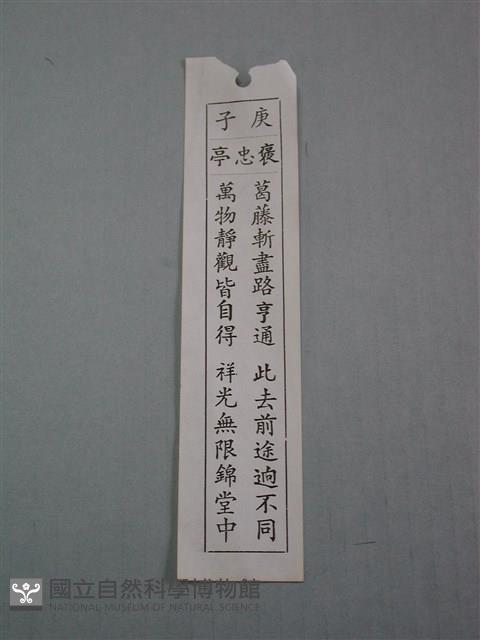 庚子
褒忠亭
葛藤斬盡路亨通 此去前途逈不同
萬物靜觀皆自得 祥光無限錦堂中
國立自然科學博物館
NATIONAL MUSEUM OF NATURAL SCIENCE